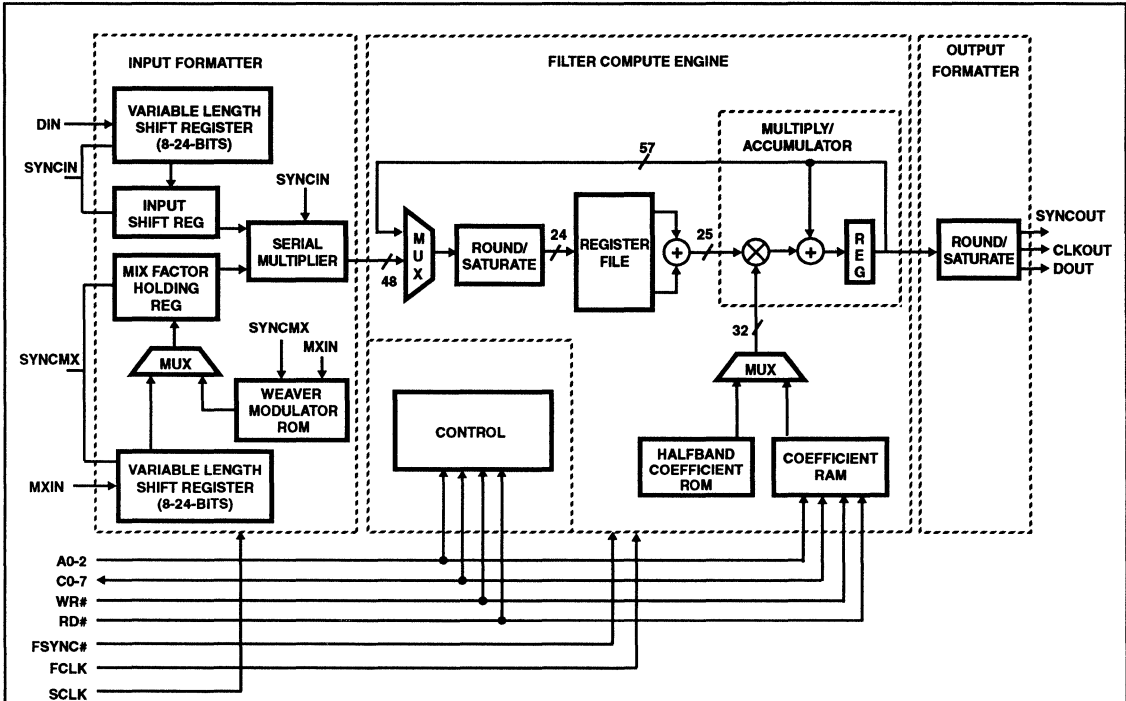 INPUT FORMATTER
FILTER COMPUTE ENGINE
OUTPUT
FORMATTER
VARIABLE LENGTH
SHIFT REGISTER
(8-24-BITS)
DIN
SYNCIN
INPUT
SHIFT REG
SYNCIN
SERIAL
MULTIPLIER
MIX FACTOR
HOLDING
REG
SYNCMX
MUX
SYNCMX
MXIN
WEAVER
MODULATOR
ROM
VARIABLE LENGTH
SHIFT REGISTER
(8-24-BITS)
MXIN
48
MUX
ROUND/
SATURATE
24
REGISTER
FILE
25
57
MULTIPLY/
ACCUMULATOR
REG
32
MUX
HALFBAND
COEFFICIENT
ROM
COEFFICIENT
RAM
CONTROL
ROUND/
SATURATE
SYNCOUT
CLKOUT
DOUT
A0-2
C0-7
WR#
RD#
FSYNC#
FCLK
SCLK